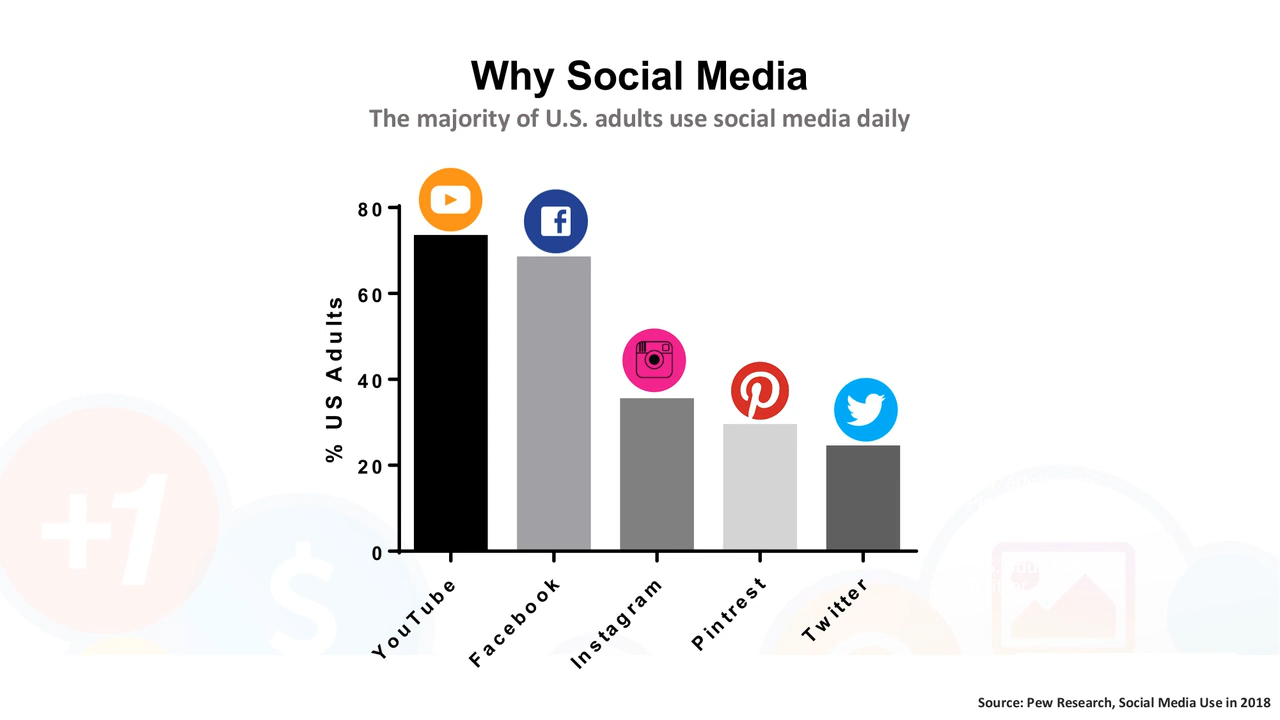 Why Social Media
The majority of U.S. adults use social media daily
% US Adults
80
60
40
20
0
YouTube
Facebook
Instagram
Pintrest
Twitter
+1
$
Source: Pew Research, Social Media Use in 2018